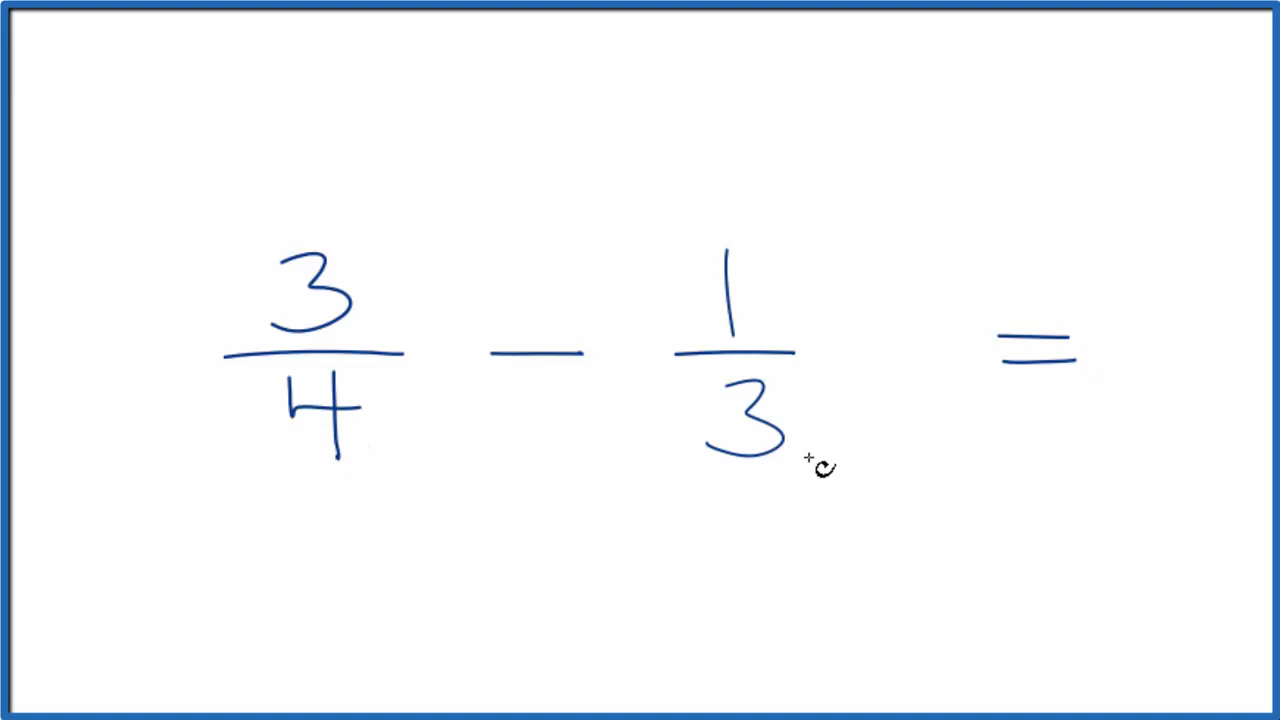 3/4 - 1/3 =